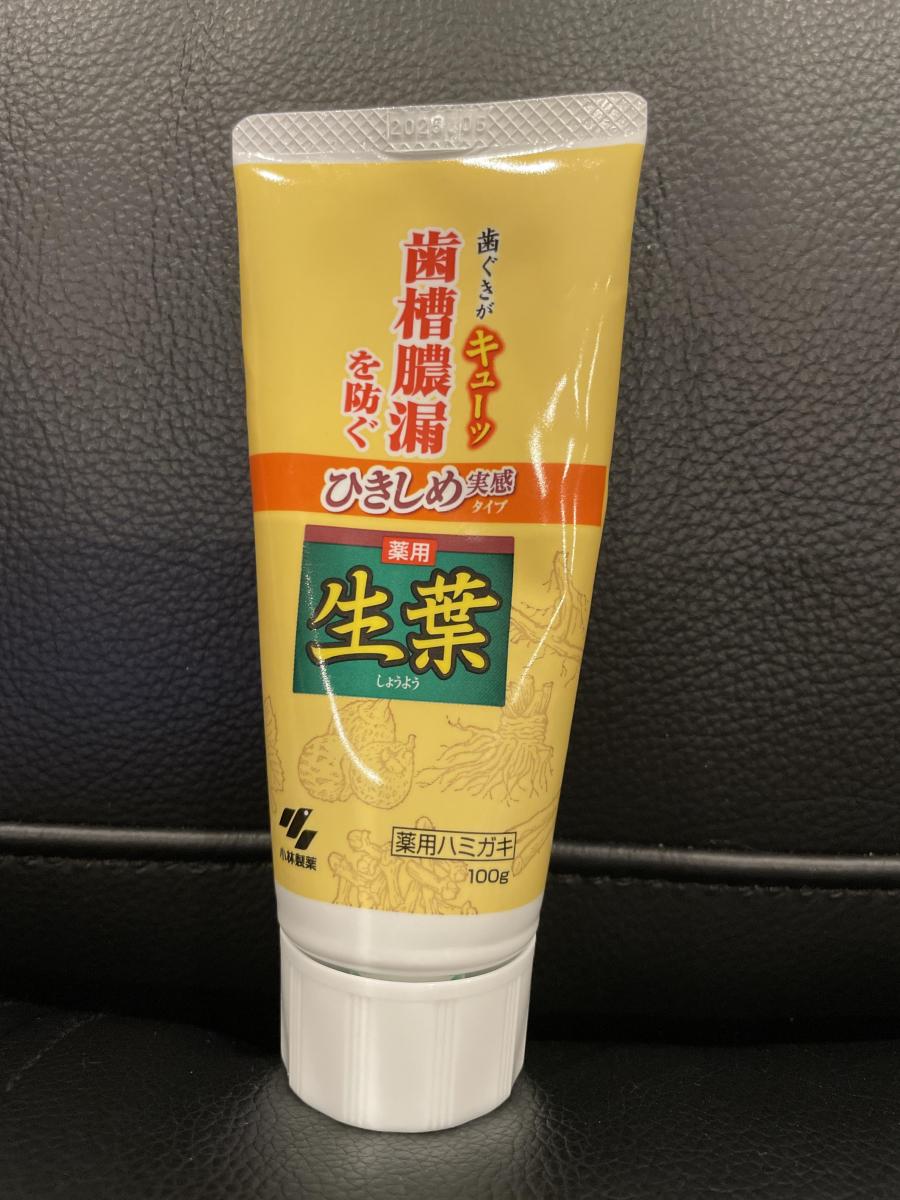 歯ぐきが
キューッ
歯槽膿漏
を防ぐ
ひきしめ実感
タイプ
薬用
生葉
しょうよう
小林製薬
薬用ハミガキ
100g